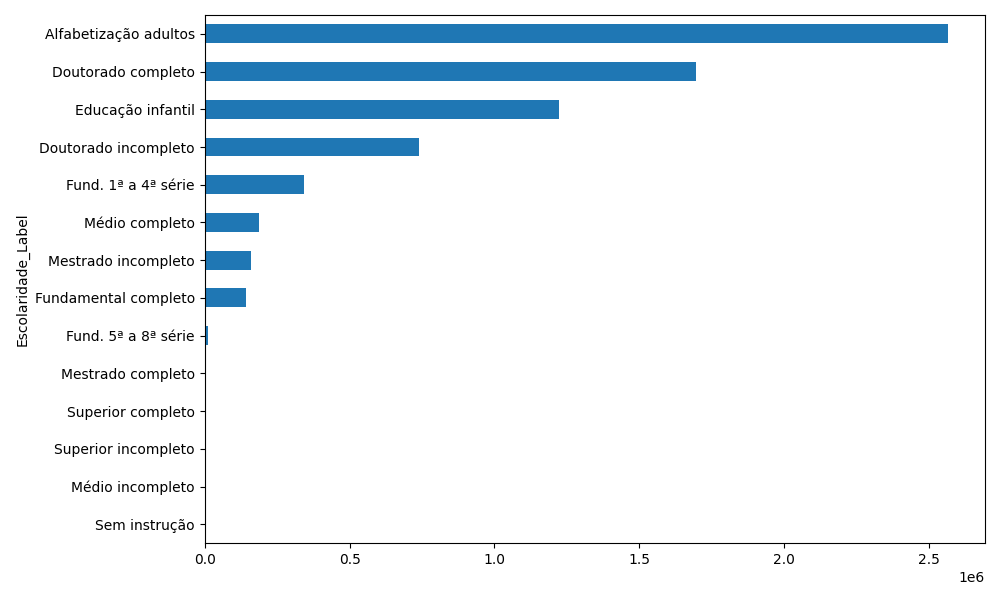 Alfabetização adultos
Doutorado completo
Educação infantil
Doutorado incompleto
Fund. 1ª a 4ª série
Médio completo
Mestrado incompleto
Fundamental completo
Fund. 5ª a 8ª série
Mestrado completo
Superior completo
Superior incompleto
Médio incompleto
Sem instrução
Escolaridade_Label
0.0 0.5 1.0 1.5 2.0 2.5
1e6